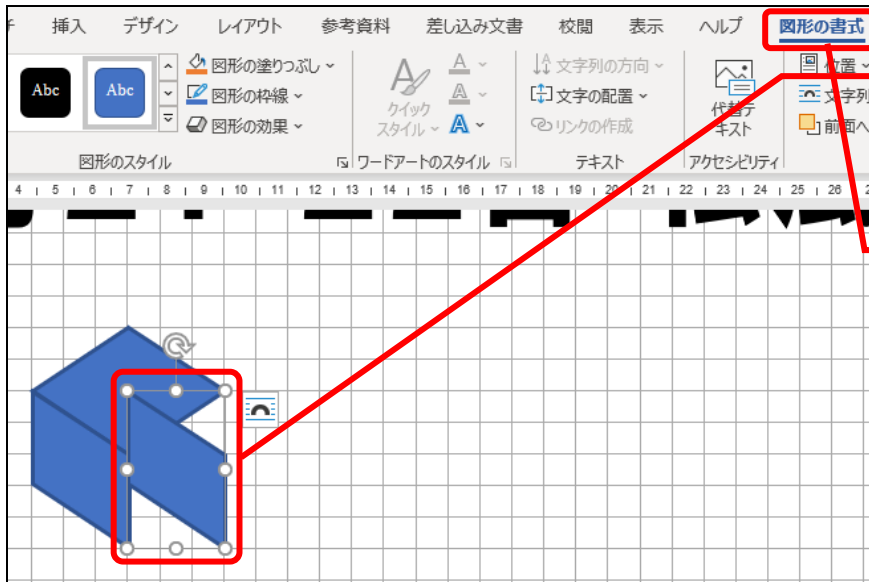 挿入 デザイン レイアウト 参考資料 差し込み文書 校閲 表示 ヘルプ 図形の書式
Abc Abc 図形の塗りつぶし 図形の枠線 図形の効果
クイック
スタイル
文字列の方向
文字の配置
リンクの作成
代替テ
キスト
位置
文字列
前面へ
図形のスタイル ワードアートのスタイル テキスト アクセシビリティ
4 5 6 7 8 9 10 11 12 13 14 15 16 17 18 19 20 21 22 23 24 25 26